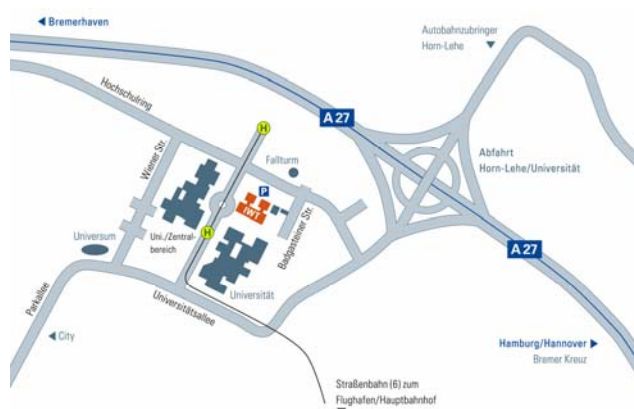 Bremerhaven
Autobahnzubringer
Horn-Lehe
Hochschulring
A 27
Wiener Str.
Fallturm
Abfahrt
Horn-Lehe/Universität
H
P
IWT
Universum
Uni./Zentral-
bereich
H
Badgasteiner Str.
A 27
Parkallee
Universität
Universitätsallee
City
Hamburg/Hannover
Bremer Kreuz
Straßenbahn (6) zum
Flughafen/Hauptbahnhof